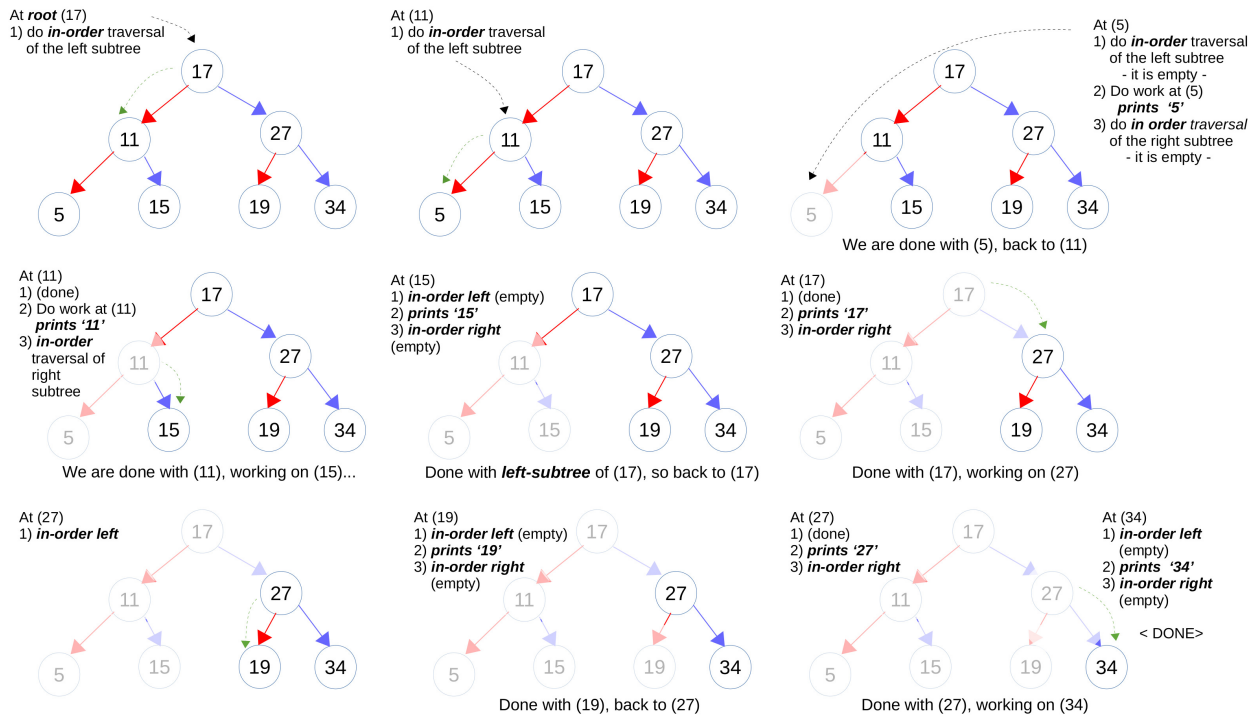 At root (17)
1) do in-order traversal
of the left subtree
17
11
27
5
15
19
34
At (11)
1) do in-order traversal
of the left subtree
17
11
27
5
15
19
34
At (5)
1) do in-order traversal
of the left subtree
- it is empty -
2) Do work at (5)
prints ‘5’
3) do in order traversal
of the right subtree
- it is empty -
17
11
27
5
15
19
34
We are done with (5), back to (11)
At (11)
1) (done)
2) Do work at (11)
prints ‘11’
3) in-order
traversal of
right
subtree
17
11
27
5
15
19
34
We are done with (11), working on (15)...
At (15)
1) in-order left (empty)
2) prints ‘15’
3) in-order right
(empty)
17
11
27
5
15
19
34
Done with left-subtree of (17), so back to (17)
At (17)
1) (done)
2) prints ‘17’
3) in-order right
17
11
27
5
15
19
34
Done with (17), working on (27)
At (27)
1) in-order left
17
11
27
5
15
19
34
At (19)
1) in-order left (empty)
2) prints ‘19’
3) in-order right
(empty)
17
11
27
5
15
19
34
Done with (19), back to (27)
At (27)
1) (done)
2) prints ‘27’
3) in-order right
17
11
27
5
15
19
34
At (34)
1) in-order left
(empty)
2) prints ‘34’
3) in-order right
(empty)
< DONE>
Done with (27), working on (34)